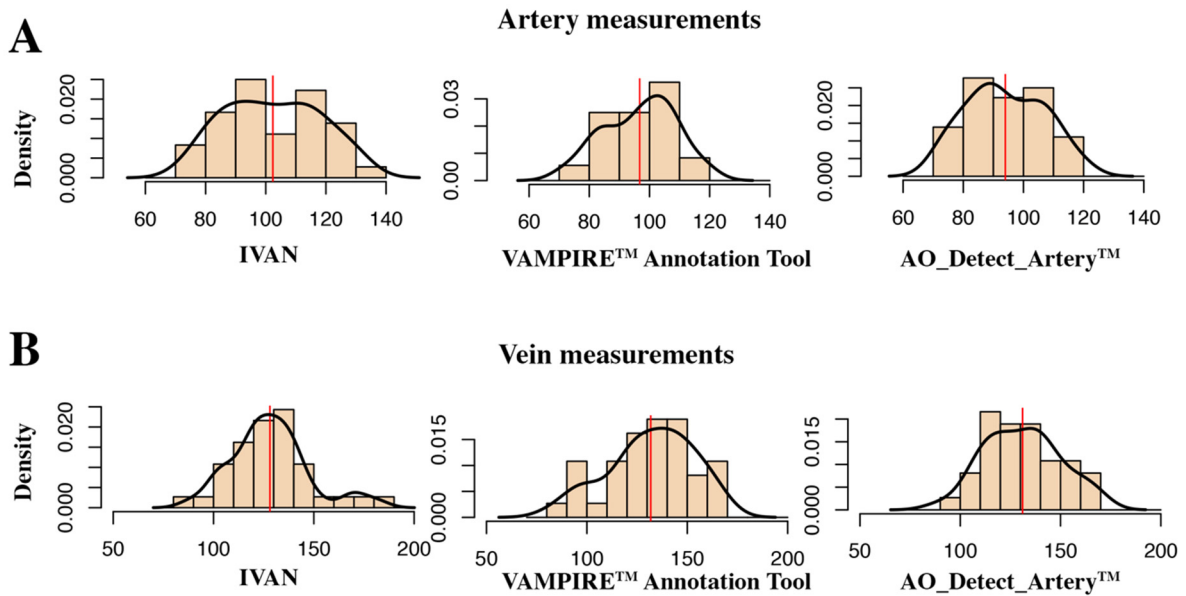 A
Artery measurements
Density
0.000 0.020
60 80 100 120 140
IVAN
0.00 0.03
60 80 100 120 140
VAMPIRE™ Annotation Tool
0.000 0.020
60 80 100 120 140
AO_Detect_Artery™
B
Vein measurements
Density
0.000 0.020
50 100 150 200
IVAN
0.000 0.015
50 100 150 200
VAMPIRE™ Annotation Tool
0.000 0.015
50 100 150 200
AO_Detect_Artery™